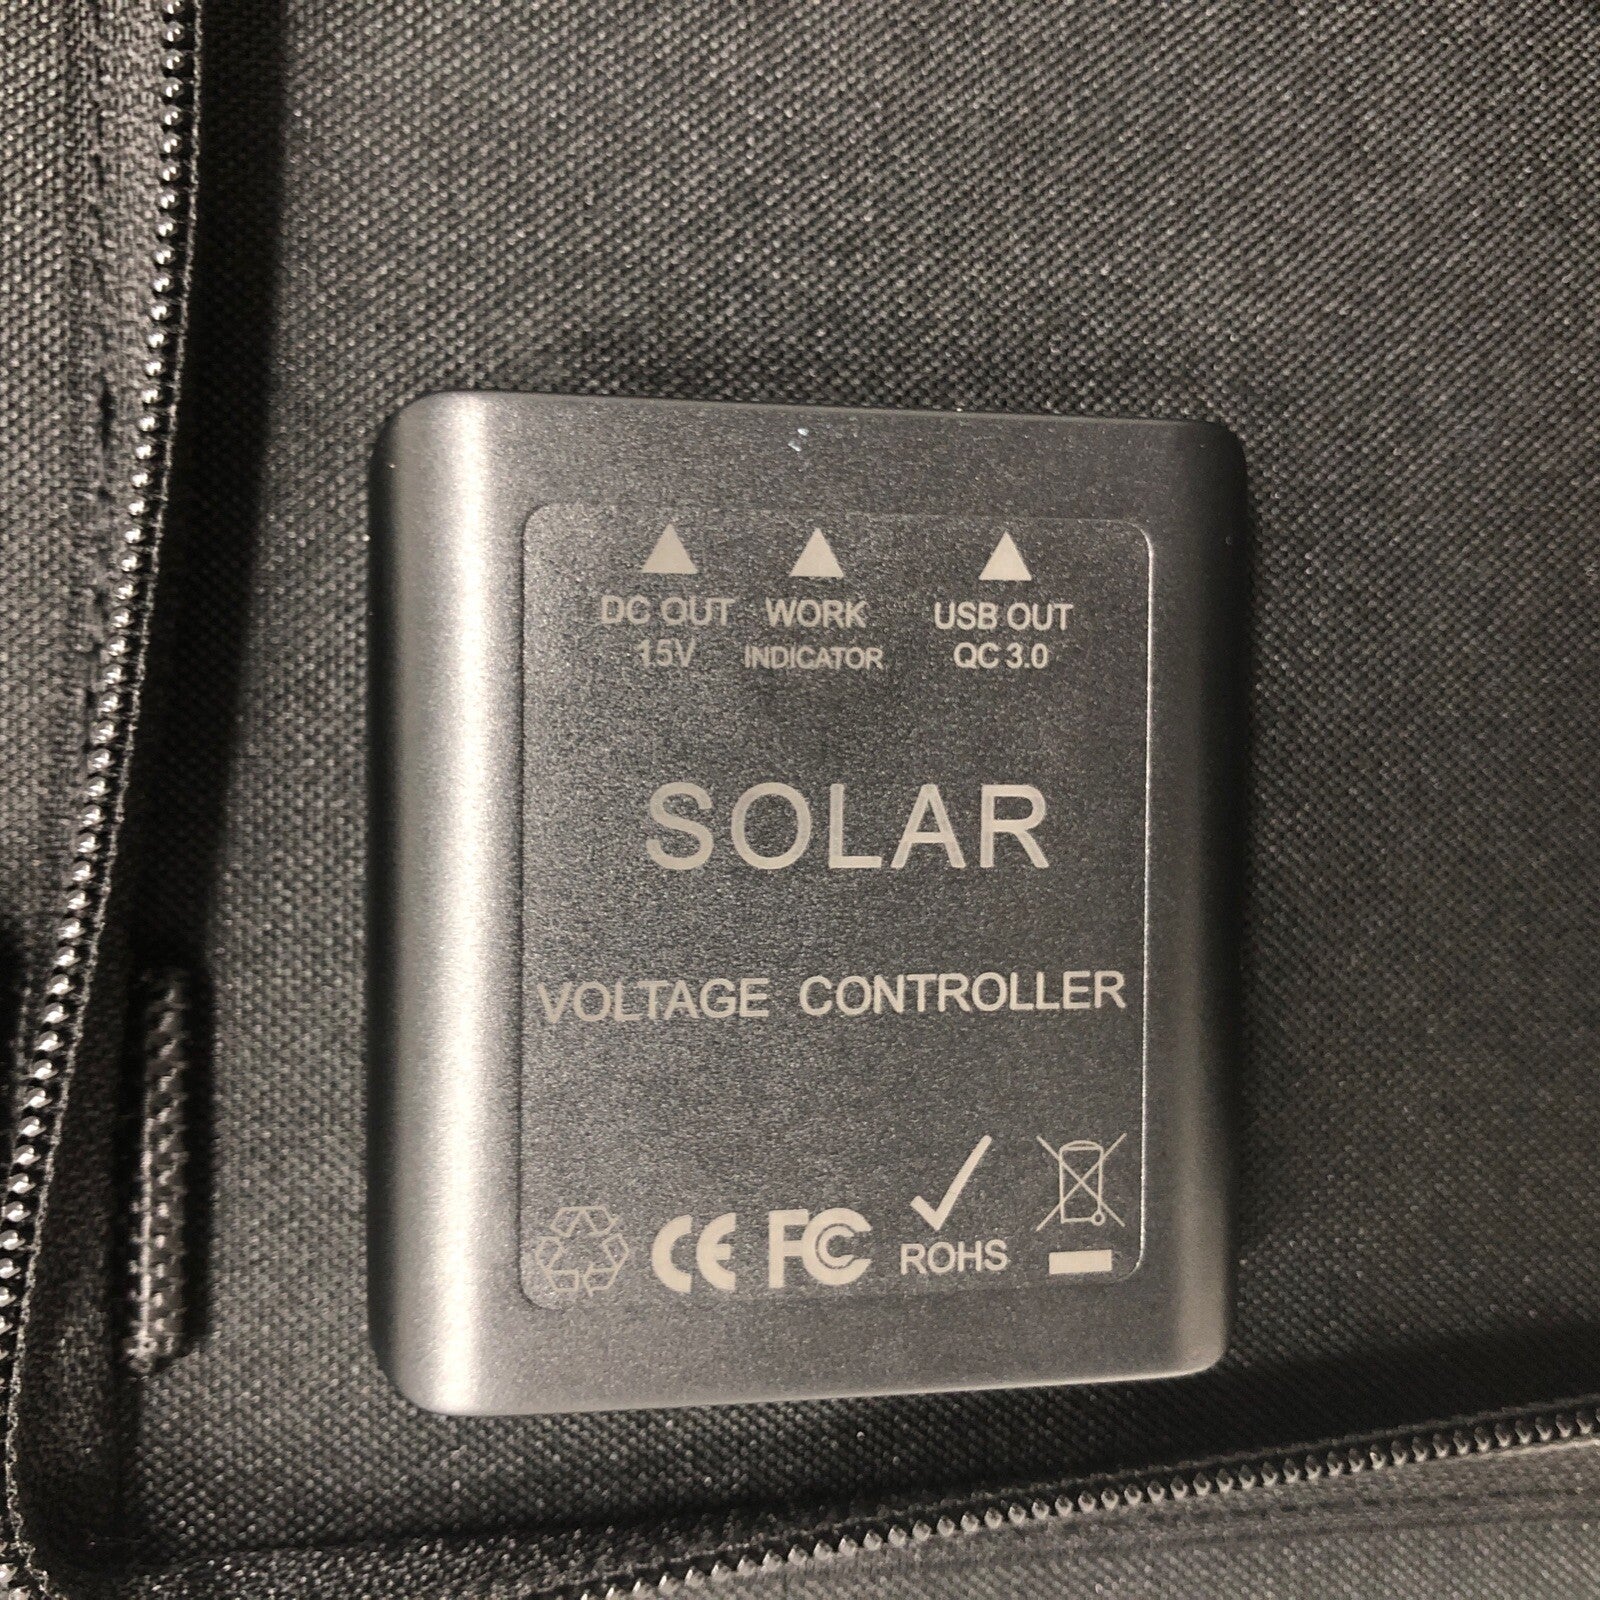 DC OUT WORK USB OUT
15V INDICATOR QC 3.0
SOLAR
VOLTAGE CONTROLLER
CE FC ROHS